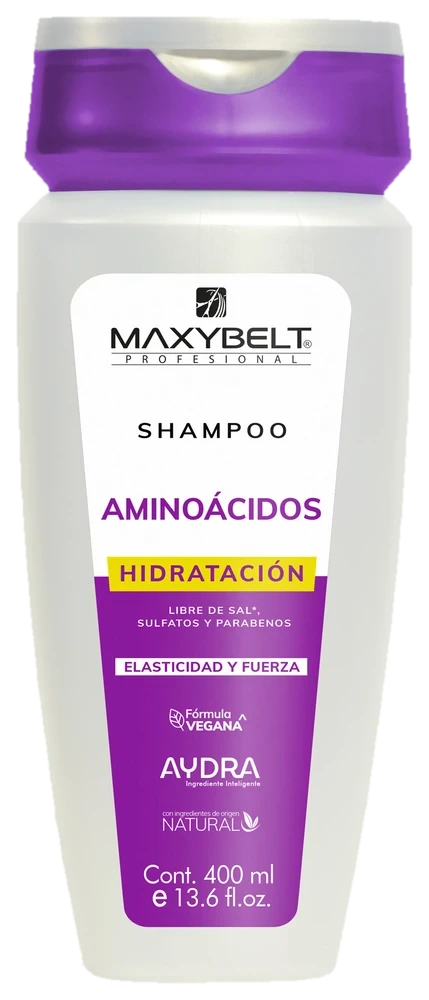 MAXYBELT®
PROFESIONAL
SHAMPOO
AMINOÁCIDOS
HIDRATACIÓN
LIBRE DE SAL*,
SULFATOS Y PARABENOS
ELASTICIDAD Y FUERZA
Fórmula
VEGANA^
AYDRA
Ingrediente Inteligente
con ingredientes de origen
NATURAL
Cont. 400 ml
e 13.6 fl.oz.